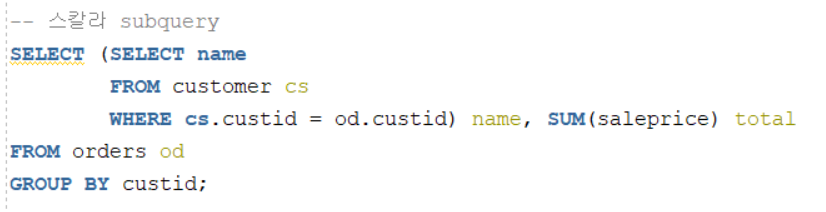 -- 스칼라 subquery
SELECT (SELECT name
        FROM customer cs
        WHERE cs.custid = od.custid) name, SUM(saleprice) total
FROM orders od
GROUP BY custid;